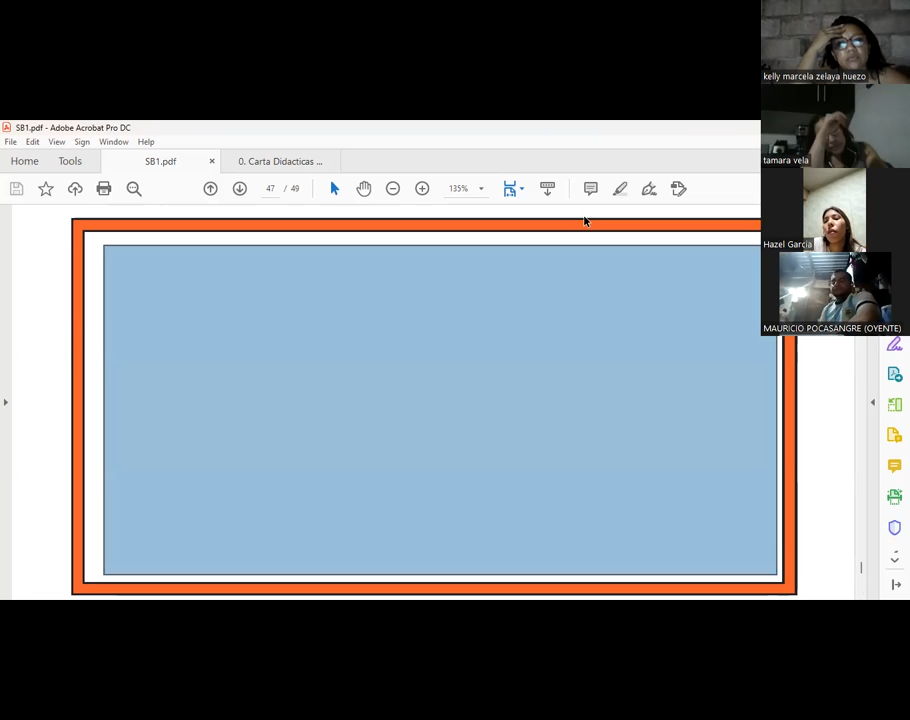 SB1.pdf - Adobe Acrobat Pro DC
File Edit View Sign Window Help
Home Tools SB1.pdf × 0. Carta Didacticas ...
47 / 49 135%
kelly marcela zelaya huezo
tamara vela
Hazel Garcia
MAURICIO POCASANGRE (OYENTE)